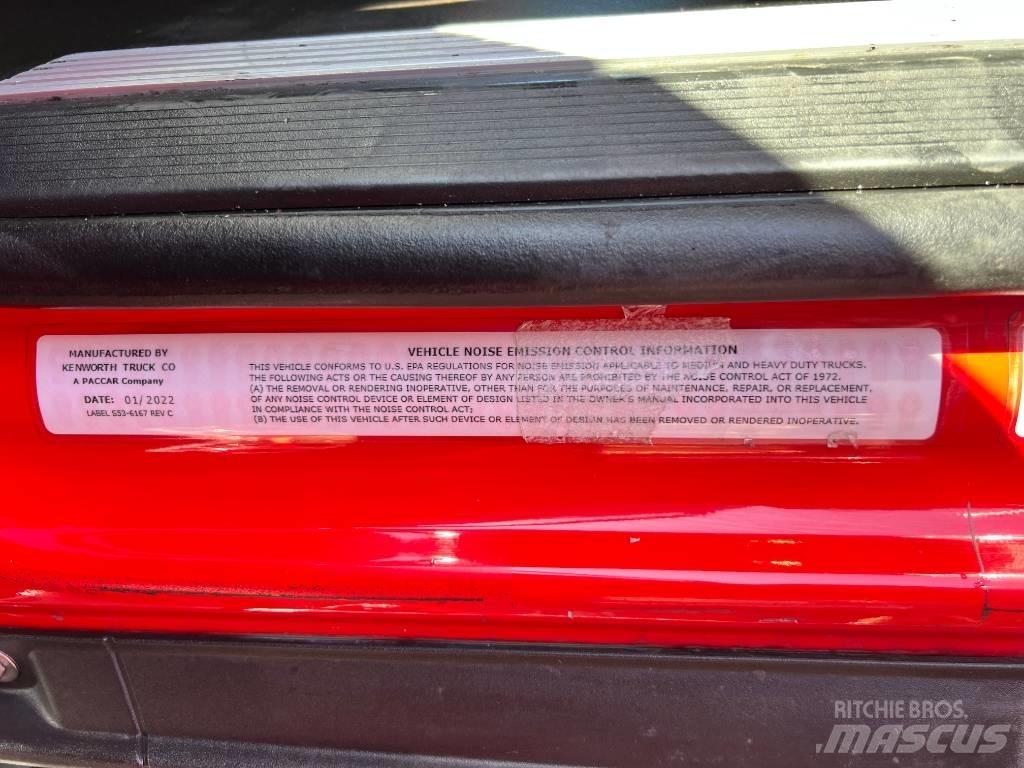 MANUFACTURED BY
KENWORTH TRUCK CO
A PACCAR Company
DATE: 01/2022
LABEL S53-6167 REV C
VEHICLE NOISE EMISSION CONTROL INFORMATION
THIS VEHICLE CONFORMS TO U.S. EPA REGULATIONS FOR NOISE EMISSION APPLICABLE TO MEDIUM AND HEAVY DUTY TRUCKS.
THE FOLLOWING ACTS OR THE CAUSING THEREOF BY ANY PERSON ARE PROHIBITED BY THE NOISE CONTROL ACT OF 1972.
(A) THE REMOVAL OR RENDERING INOPERATIVE, OTHER THAN FOR THE PURPOSES OF MAINTENANCE, REPAIR, OR REPLACEMENT,
OF ANY NOISE CONTROL DEVICE OR ELEMENT OF DESIGN LISTED IN THE OWNER'S MANUAL INCORPORATED INTO THIS VEHICLE
IN COMPLIANCE WITH THE NOISE CONTROL ACT;
(B) THE USE OF THIS VEHICLE AFTER SUCH DEVICE OR ELEMENT OF DESIGN HAS BEEN REMOVED OR RENDERED INOPERATIVE.
RITCHIE BROS.
MASCUS